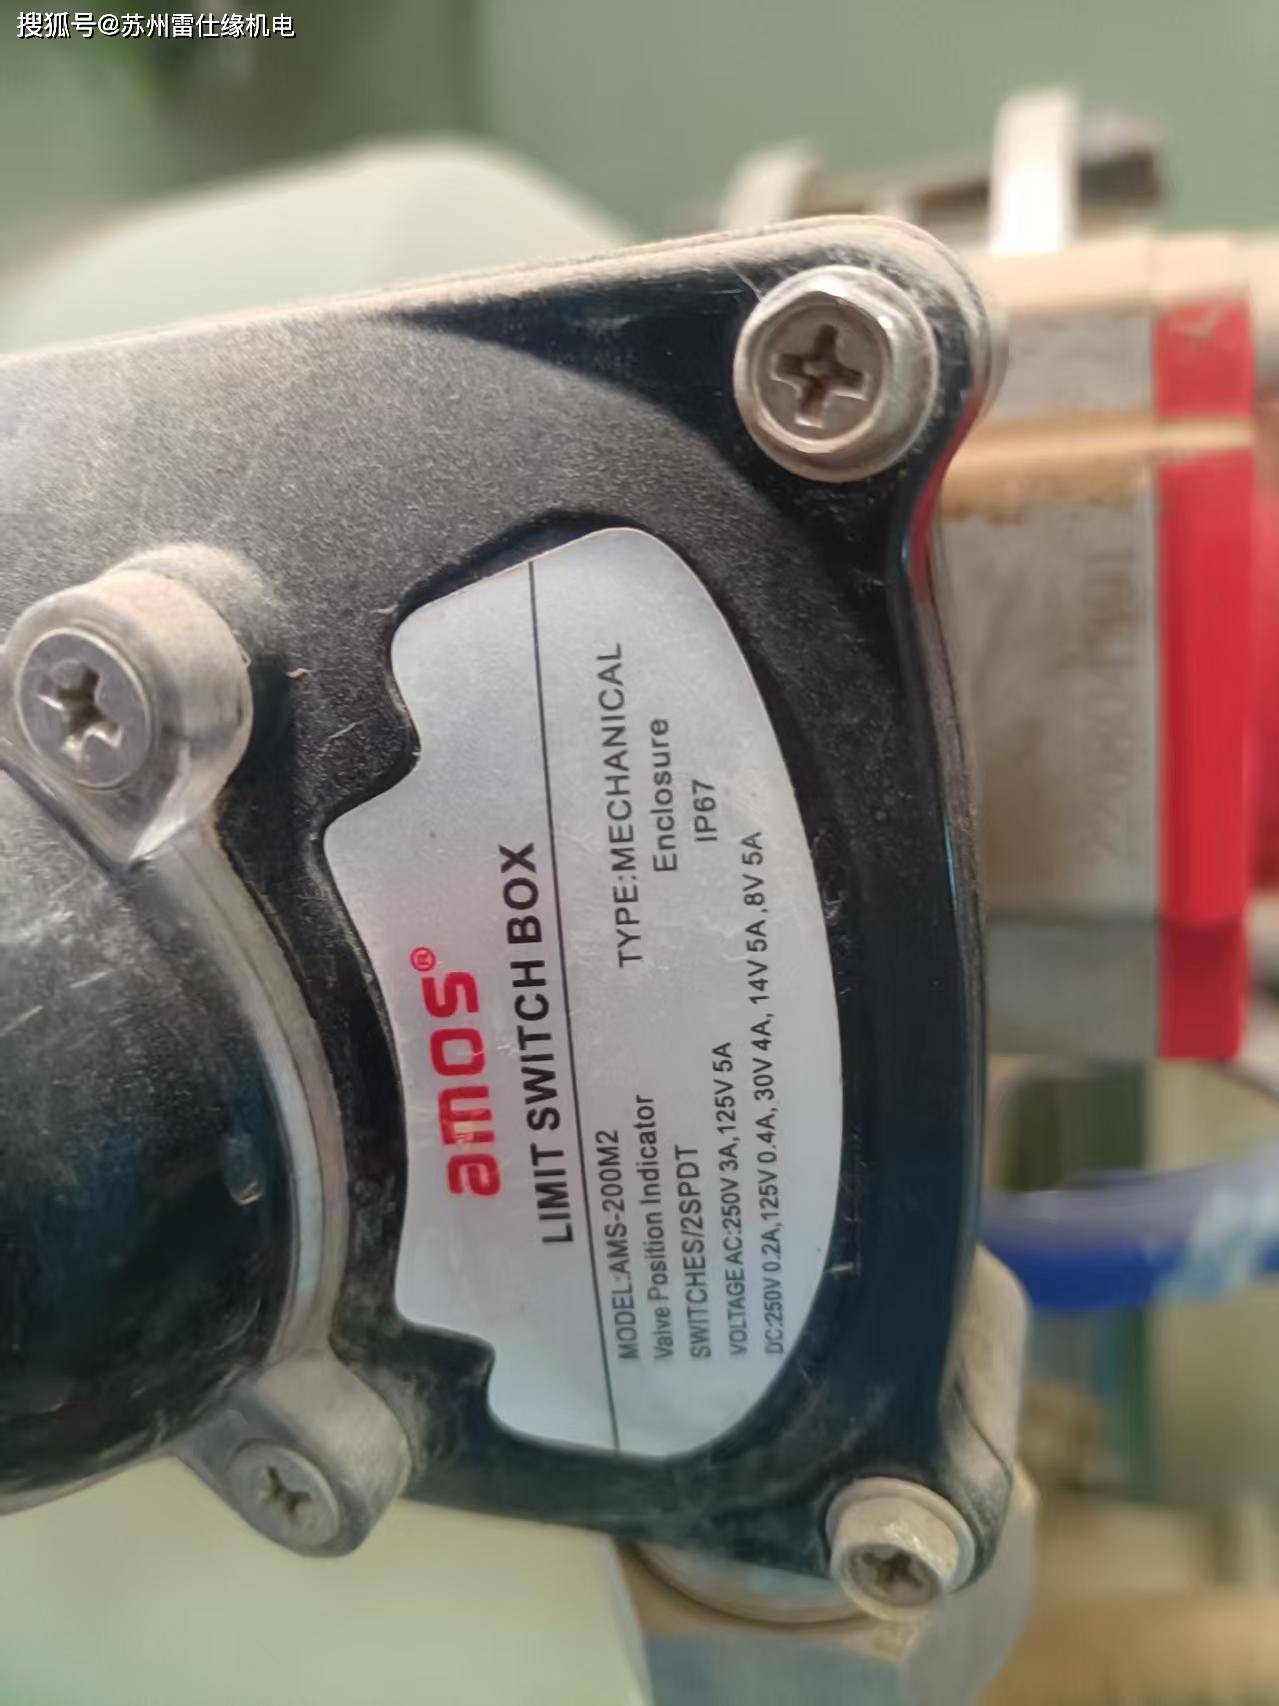 搜狐号@苏州雷仕缘机电
amos®
LIMIT SWITCH BOX
MODEL:AMS-200M2 TYPE:MECHANICAL
Valve Position Indicator Enclosure
SWITCHES/2SPDT IP67
VOLTAGE AC:250V 3A,125V 5A
DC:250V 0.2A,125V 0.4A, 30V 4A, 14V 5A ,8V 5A